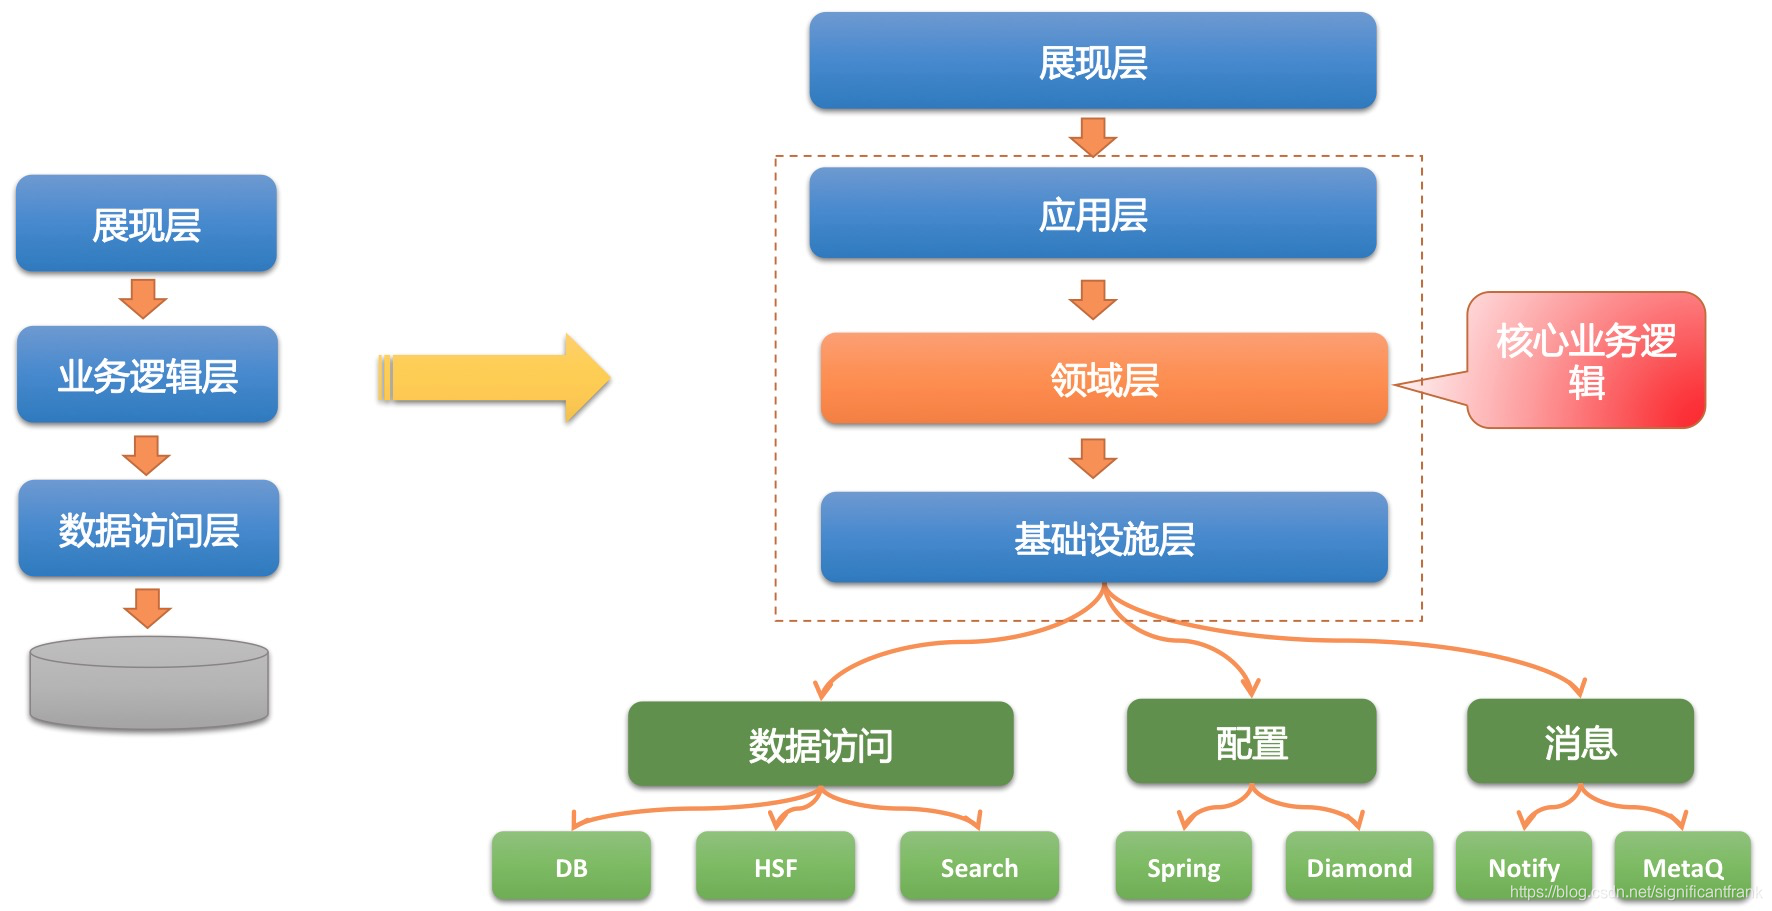 展现层
业务逻辑层
数据访问层
展现层
应用层
领域层
核心业务逻
辑
基础设施层
数据访问
配置
消息
DB
HSF
Search
Spring
Diamond
Notify
MetaQ
https://blog.csdn.net/significantfrank